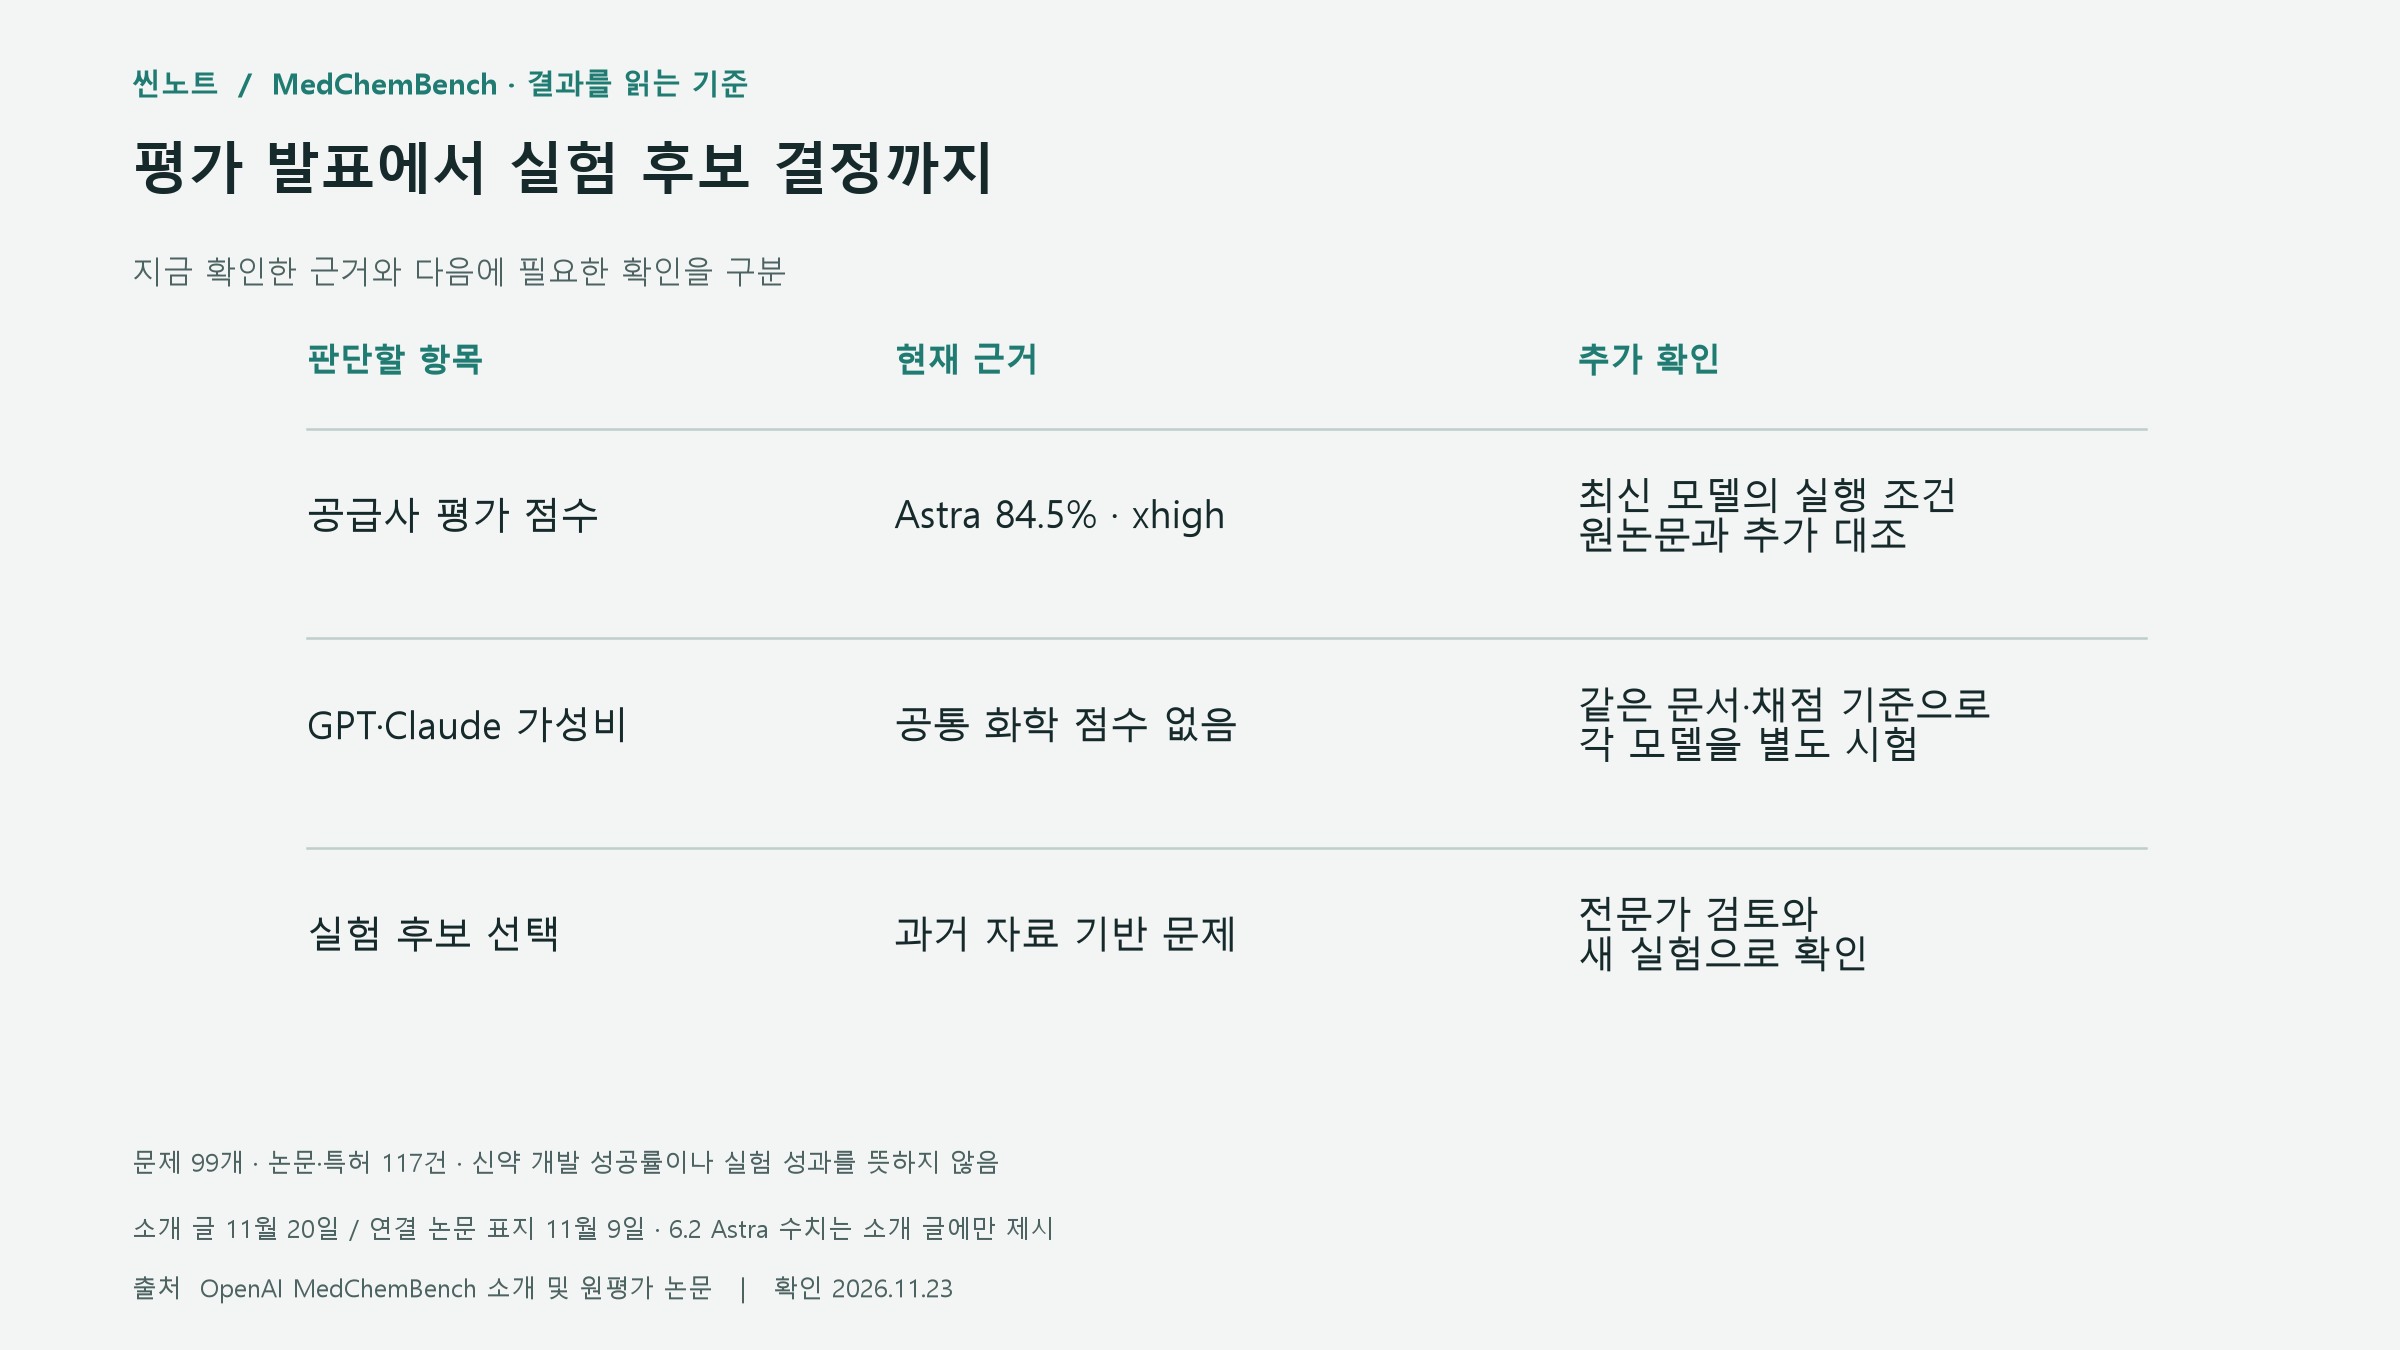 씬노트 / MedChemBench · 결과를 읽는 기준
평가 발표에서 실험 후보 결정까지
지금 확인한 근거와 다음에 필요한 확인을 구분
판단할 항목 현재 근거 추가 확인
공급사 평가 점수 Astra 84.5% · xhigh
최신 모델의 실행 조건
원논문과 추가 대조
GPT·Claude 가성비 공통 화학 점수 없음
같은 문서·채점 기준으로
각 모델을 별도 시험
실험 후보 선택 과거 자료 기반 문제
전문가 검토와
새 실험으로 확인
문제 99개 · 논문·특허 117건 · 신약 개발 성공률이나 실험 성과를 뜻하지 않음
소개 글 11월 20일 / 연결 논문 표지 11월 9일 · 6.2 Astra 수치는 소개 글에만 제시
출처 OpenAI MedChemBench 소개 및 원평가 논문 | 확인 2026.11.23